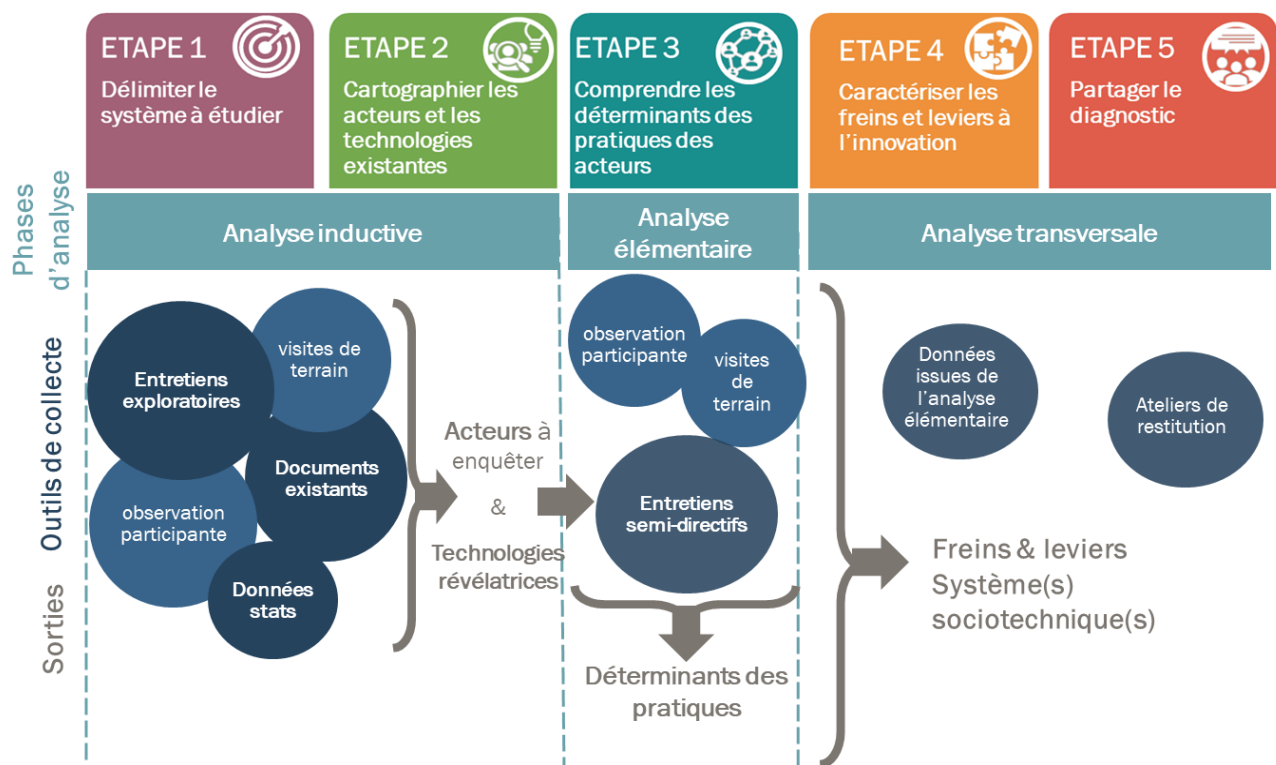 ETAPE 1
Délimiter le
système à étudier
ETAPE 2
Cartographier les
acteurs et les
technologies
existantes
ETAPE 3
Comprendre les
déterminants des
pratiques des
acteurs
ETAPE 4
Caractériser les
freins et leviers à
l'innovation
ETAPE 5
Partager le
diagnostic
Phases
d'analyse
Analyse inductive
Analyse
élémentaire
Analyse transversale
Outils de collecte
Entretiens
exploratoires
visites de
terrain
Documents
existants
observation
participante
Données
stats
Acteurs à
enquêter
&
Technologies
révélatrices
observation
participante
visites
de
terrain
Entretiens
semi-directifs
Données
issues de
l'analyse
élémentaire
Ateliers de
restitution
Sorties
Déterminants des
pratiques
Freins & leviers
Système(s)
sociotechnique(s)